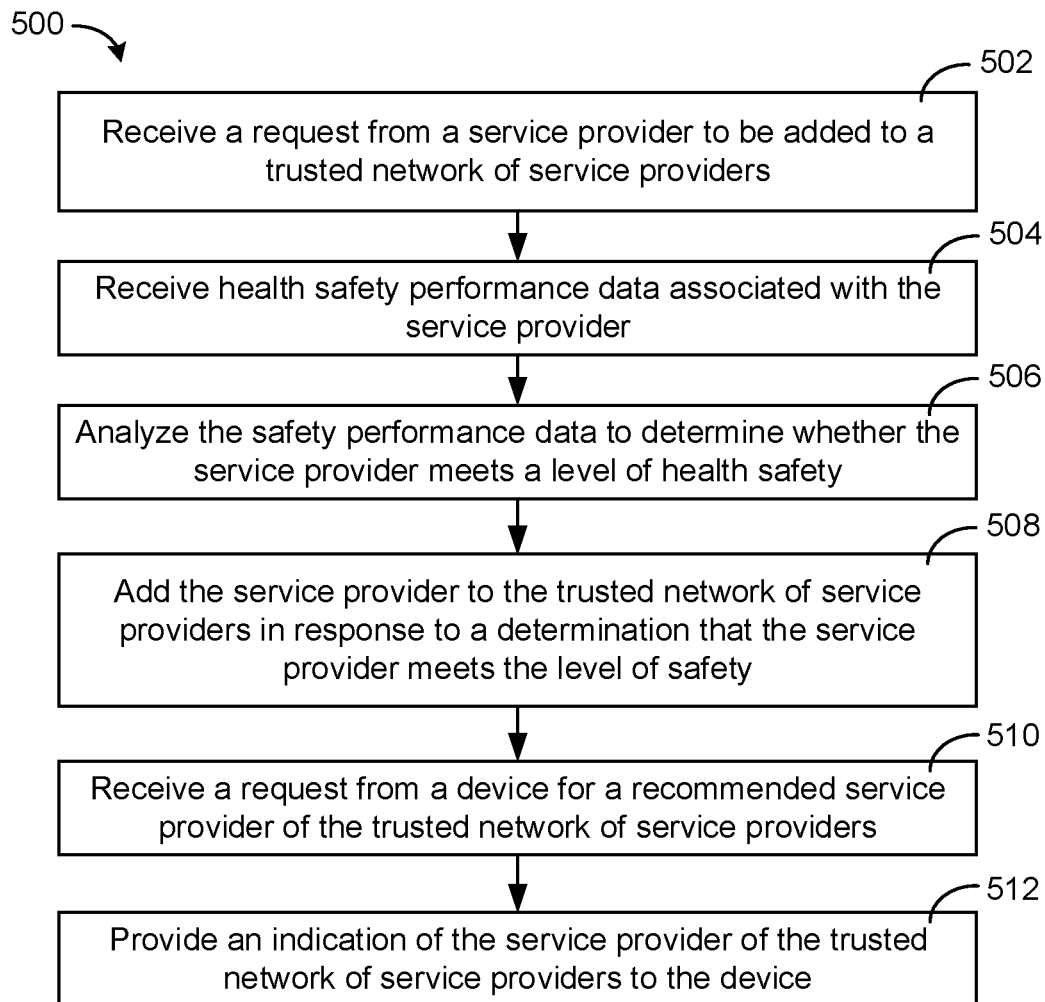 500
502
Receive a request from a service provider to be added to a
trusted network of service providers
504
Receive health safety performance data associated with the
service provider
506
Analyze the safety performance data to determine whether the
service provider meets a level of health safety
508
Add the service provider to the trusted network of service
providers in response to a determination that the service
provider meets the level of safety
510
Receive a request from a device for a recommended service
provider of the trusted network of service providers
512
Provide an indication of the service provider of the trusted
network of service providers to the device